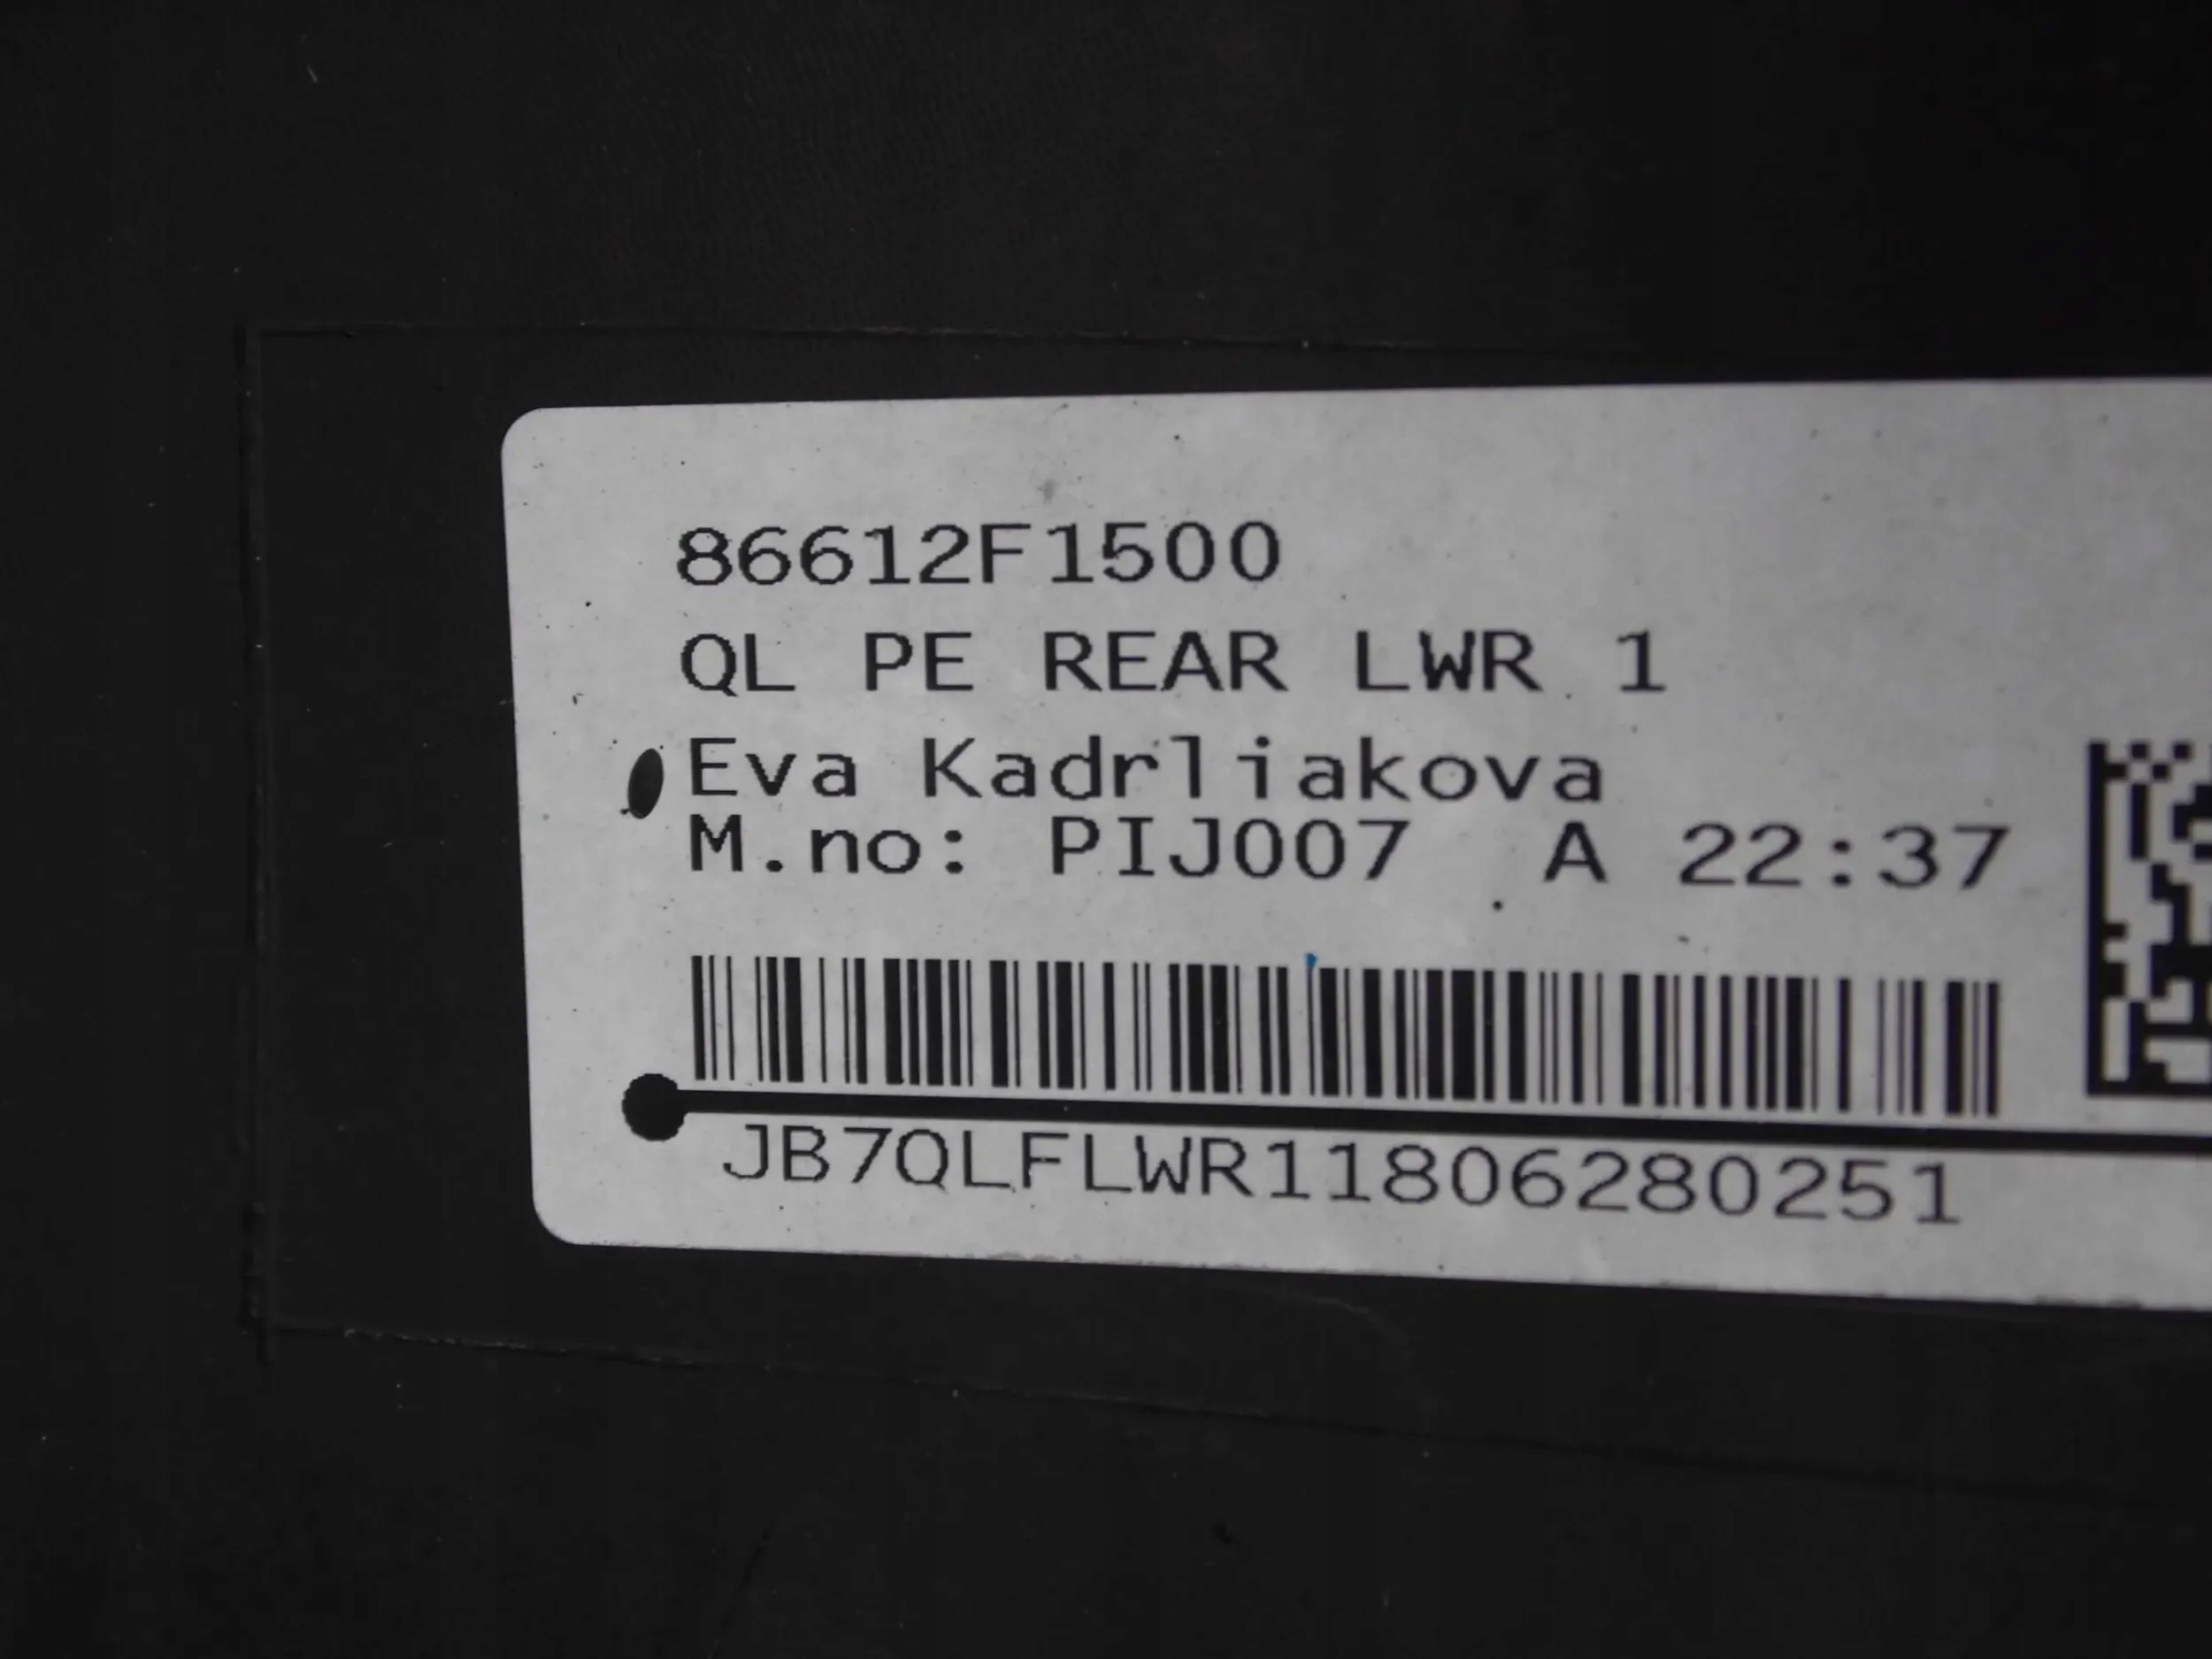 86612F1500
QL PE REAR LWR 1
Eva Kadrliakova
M.no: PIJ007 A 22:37
JB7QLFLWR11806280251